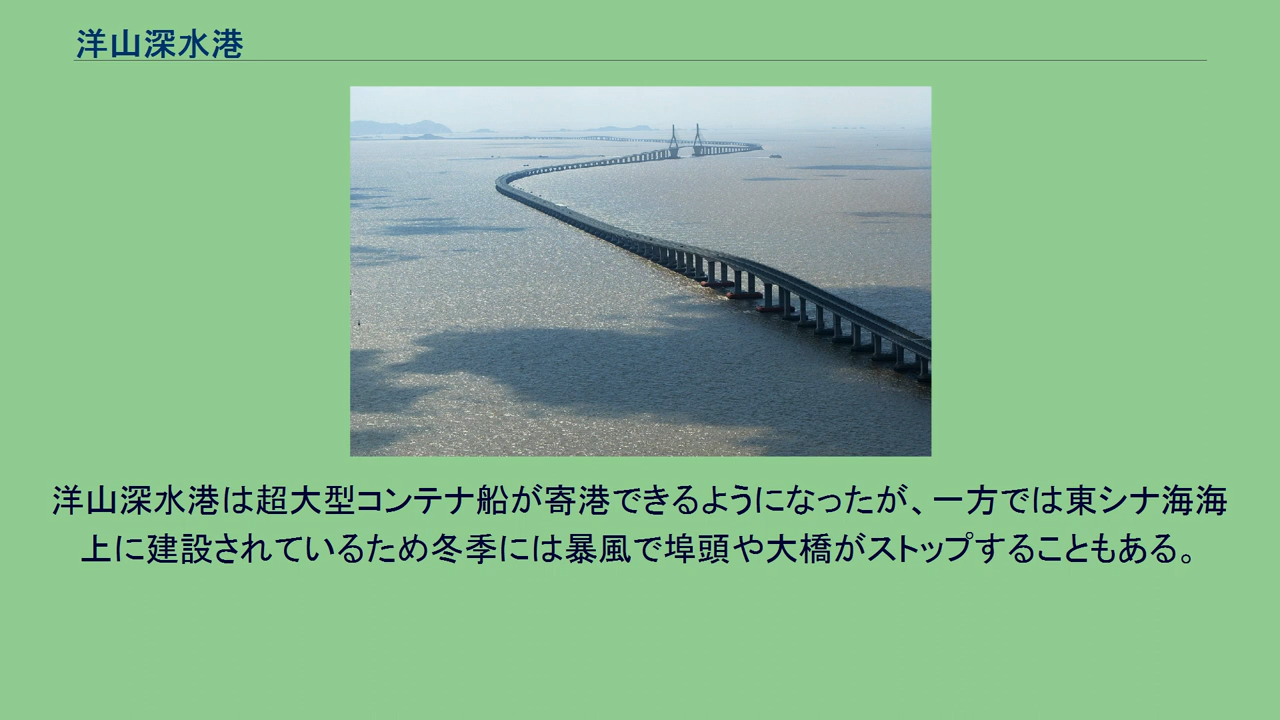 洋山深水港
洋山深水港は超大型コンテナ船が寄港できるようになったが、一方では東シナ海海
上に建設されているため冬季には暴風で埠頭や大橋がストップすることもある。